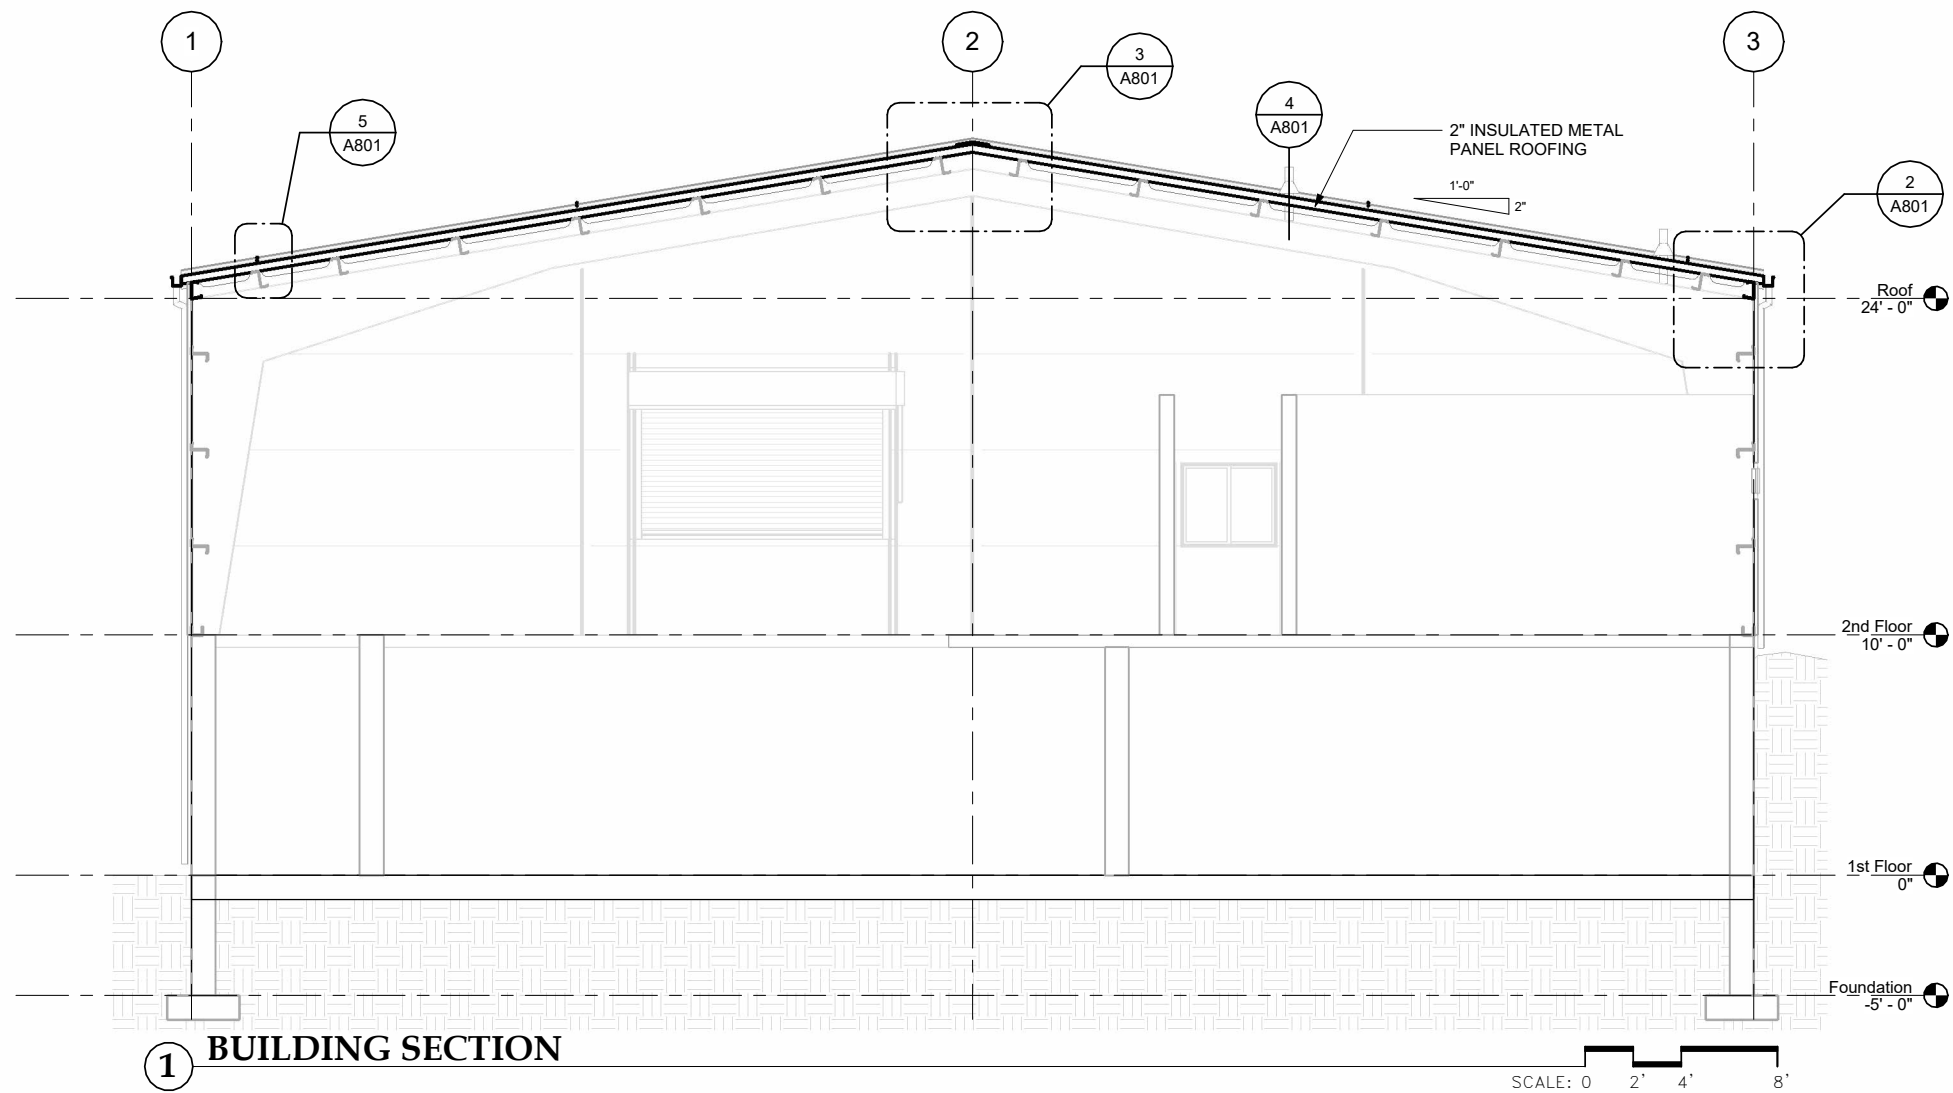 1
2
3
3
A801
4
A801
5
A801
2" INSULATED METAL
PANEL ROOFING
1'-0"
2"
2
A801
Roof
24' - 0"
2nd Floor
10' - 0"
1st Floor
0"
Foundation
-5' - 0"
1
BUILDING SECTION
SCALE: 0 2' 4' 8'